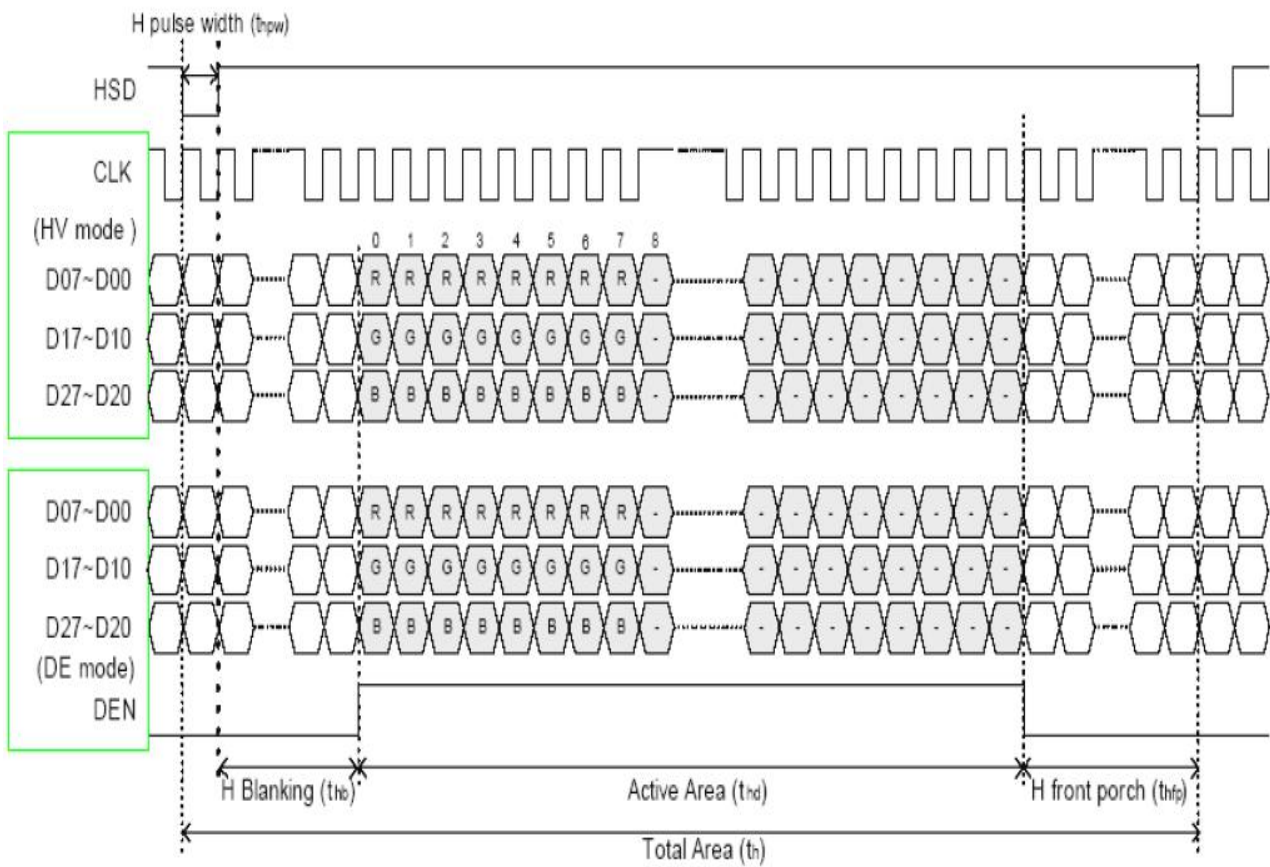 H pulse width (thpw)
HSD
CLK
(HV mode )
0 1 2 3 4 5 6 7 8
D07~D00 R R R R R R R R - - - - - - - - -
D17~D10 G G G G G G G G - - - - - - - - -
D27~D20 B B B B B B B B - - - - - - - - -
D07~D00 R R R R R R R R - - - - - - - - -
D17~D10 G G G G G G G G - - - - - - - - -
D27~D20 B B B B B B B B - - - - - - - - -
(DE mode)
DEN
H Blanking (thb) Active Area (thd) H front porch (thfp)
Total Area (th)